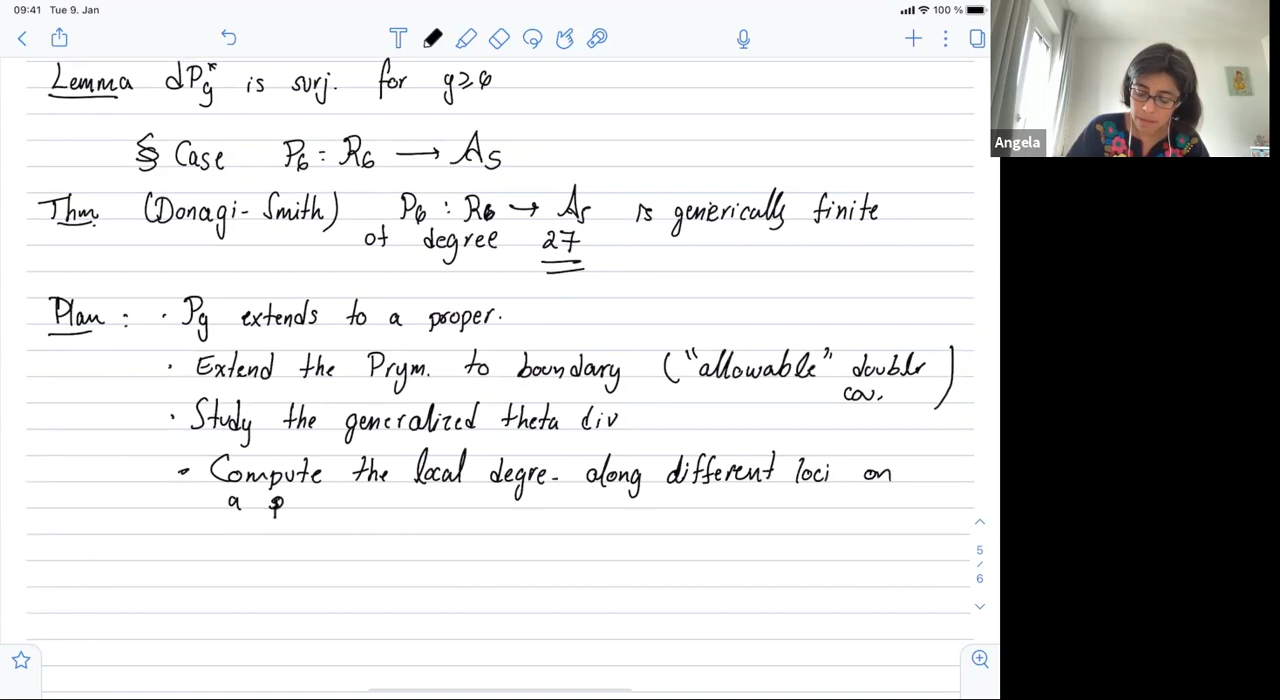 09:41 Tue 9. Jan
100 %
Lemma dPg* is surj. for g≥6
§ Case P6 : R6 → A5
Thm (Donagi-Smith) P6 : R6 → A5 is generically finite
of degree 27
Plan : · Pg extends to a proper.
· Extend the Prym. to boundary ("allowable" double cov.)
· Study the generalized theta div
· Compute the local degre- along different loci on
a p
5 / 6
Angela